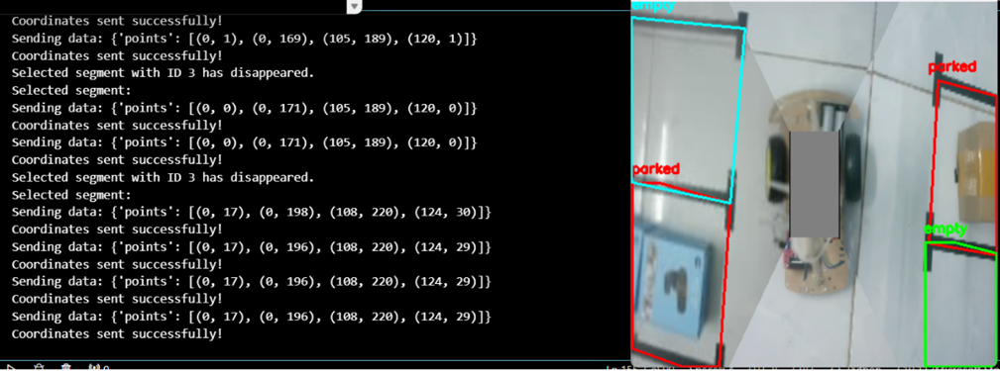 Coordinates sent successfully!
Sending data: {'points': [(0, 1), (0, 169), (105, 189), (120, 1)]}
Coordinates sent successfully!
Selected segment with ID 3 has disappeared.
Selected segment:
Sending data: {'points': [(0, 0), (0, 171), (105, 189), (120, 0)]}
Coordinates sent successfully!
Sending data: {'points': [(0, 0), (0, 171), (105, 189), (120, 0)]}
Coordinates sent successfully!
Selected segment with ID 3 has disappeared.
Selected segment:
Sending data: {'points': [(0, 17), (0, 198), (108, 220), (124, 30)]}
Coordinates sent successfully!
Sending data: {'points': [(0, 17), (0, 196), (108, 220), (124, 29)]}
Coordinates sent successfully!
Sending data: {'points': [(0, 17), (0, 196), (108, 220), (124, 29)]}
Coordinates sent successfully!
Sending data: {'points': [(0, 17), (0, 196), (108, 220), (124, 29)]}
Coordinates sent successfully!
empty
parked
parked
empty